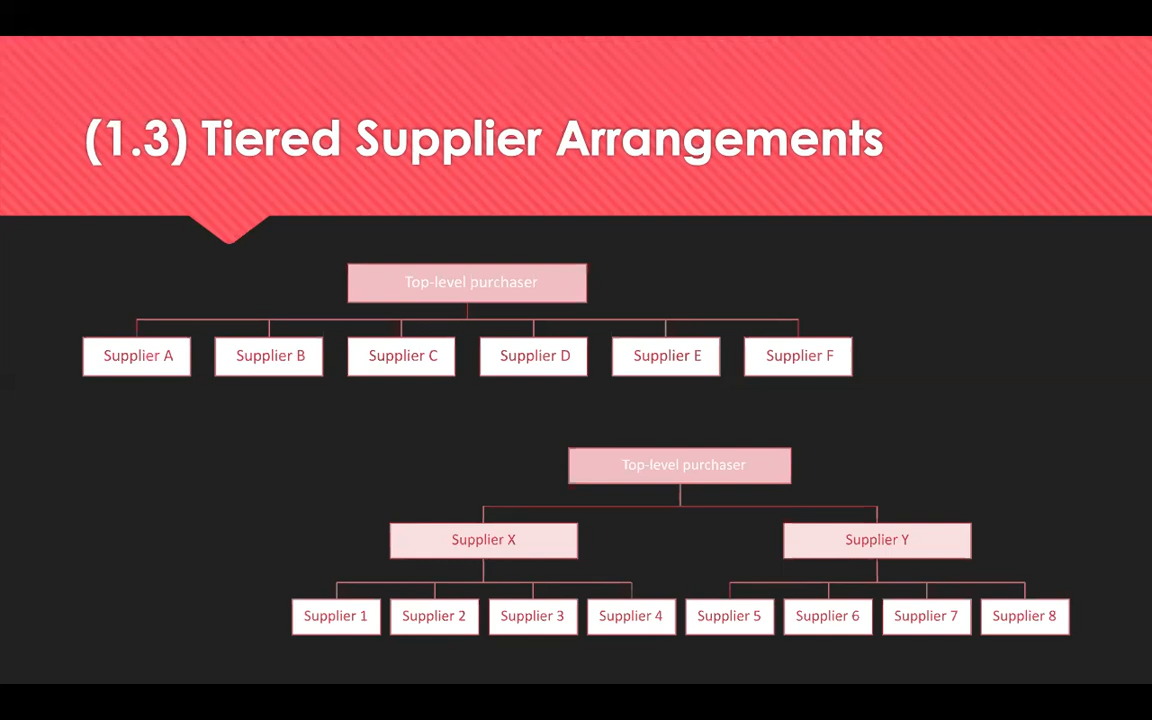 (1.3) Tiered Supplier Arrangements
Top-level purchaser
Supplier A
Supplier B
Supplier C
Supplier D
Supplier E
Supplier F
Top-level purchaser
Supplier X
Supplier Y
Supplier 1
Supplier 2
Supplier 3
Supplier 4
Supplier 5
Supplier 6
Supplier 7
Supplier 8